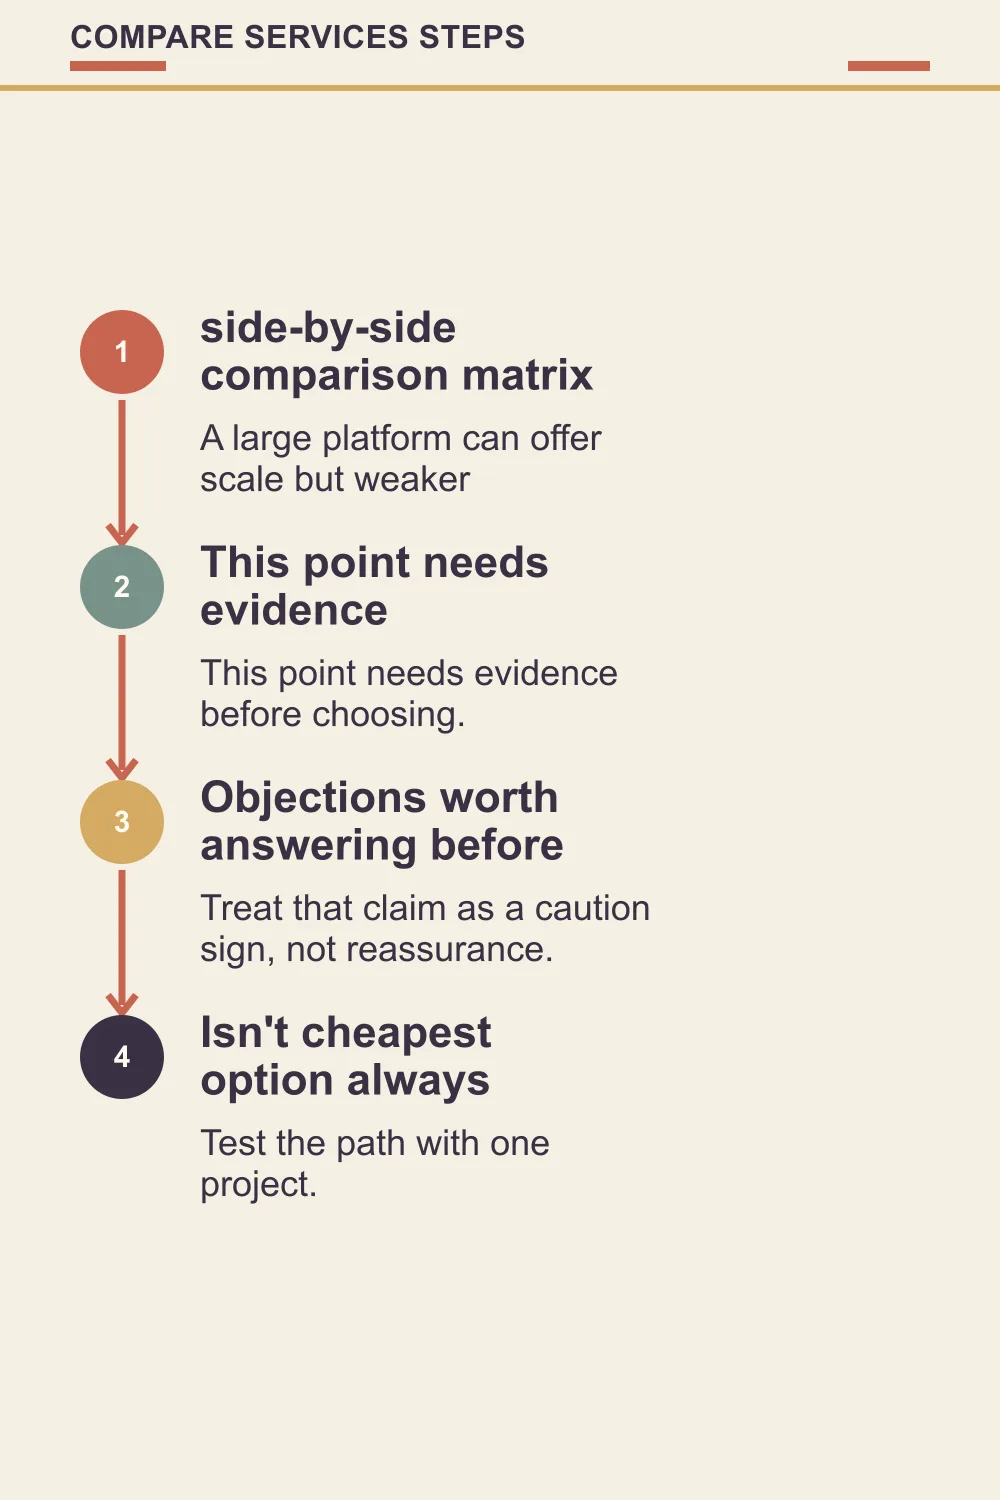 COMPARE SERVICES STEPS
1
side-by-side
comparison matrix
A large platform can offer
scale but weaker
2
This point needs
evidence
This point needs evidence
before choosing.
3
Objections worth
answering before
Treat that claim as a caution
sign, not reassurance.
4
Isn't cheapest
option always
Test the path with one
project.